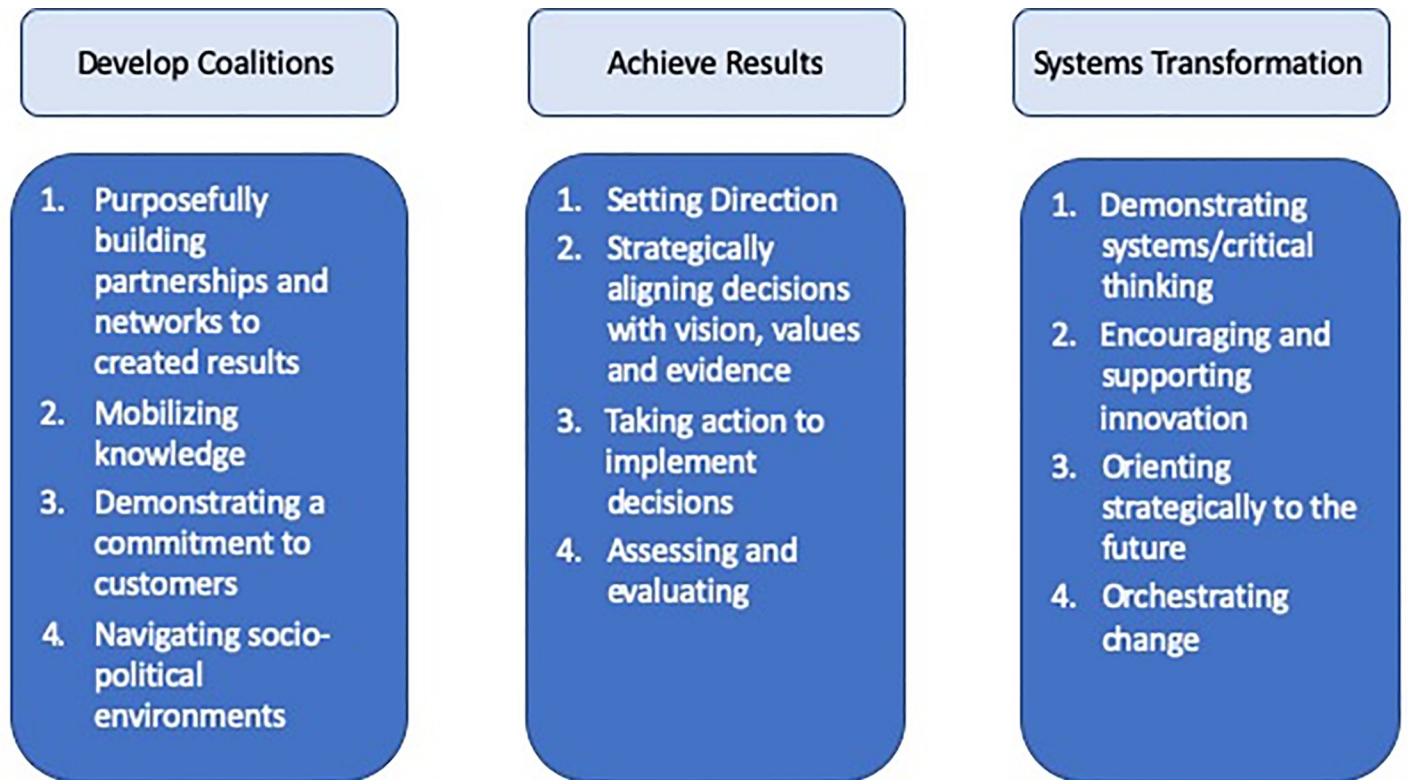 Develop Coalitions
1. Purposefully
building
partnerships and
networks to
created results
2. Mobilizing
knowledge
3. Demonstrating a
commitment to
customers
4. Navigating socio-
political
environments
Achieve Results
1. Setting Direction
2. Strategically
aligning decisions
with vision, values
and evidence
3. Taking action to
implement
decisions
4. Assessing and
evaluating
Systems Transformation
1. Demonstrating
systems/critical
thinking
2. Encouraging and
supporting
innovation
3. Orienting
strategically to the
future
4. Orchestrating
change